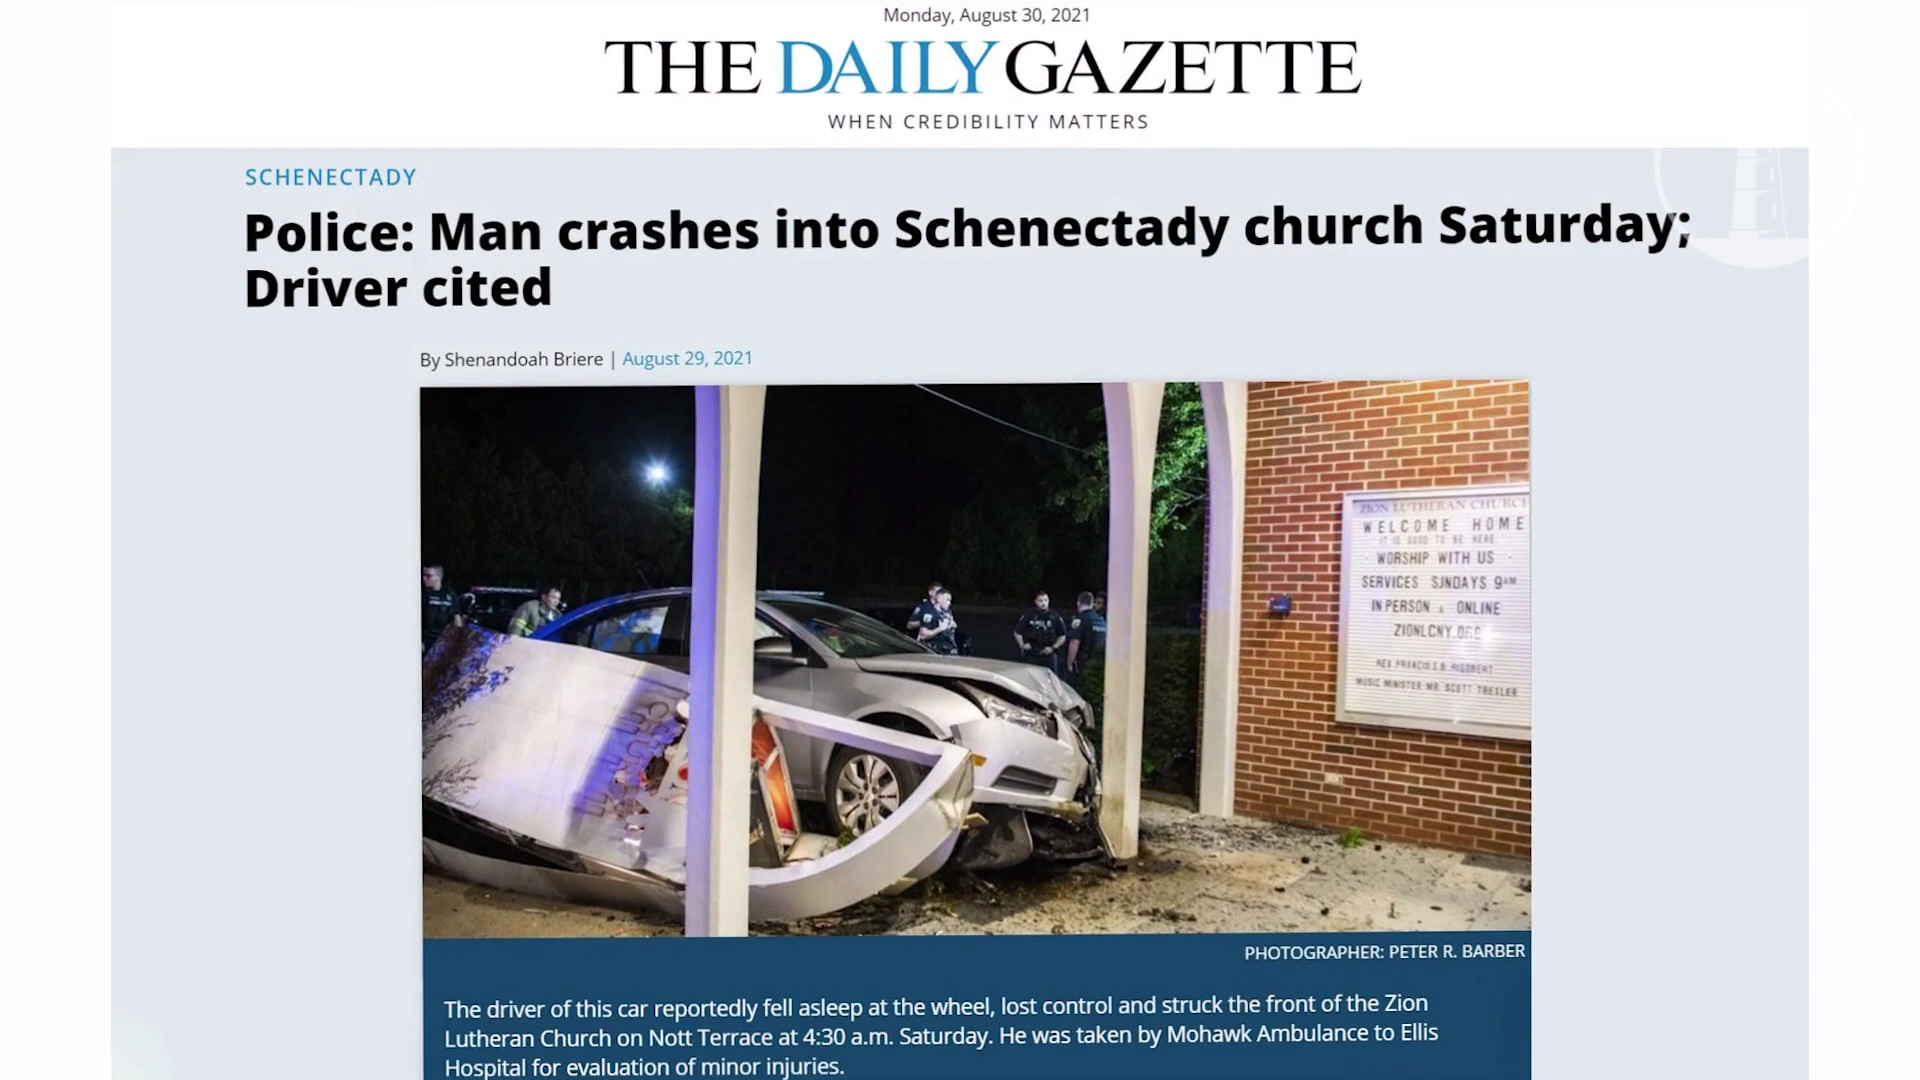 Monday, August 30, 2021
THE DAILY GAZETTE
WHEN CREDIBILITY MATTERS
SCHENECTADY
Police: Man crashes into Schenectady church Saturday;
Driver cited
By Shenandoah Briere | August 29, 2021
ZION LUTHERAN CHURCH
WELCOME HOME
IT IS GOOD TO BE HERE
WORSHIP WITH US
SERVICES SUNDAYS 9AM
IN PERSON & ONLINE
ZIONLCNY.ORG
REV FRANCIS S.B. RIGOBERT
MUSIC MINISTER MR SCOTT TREXLER
PHOTOGRAPHER: PETER R. BARBER
The driver of this car reportedly fell asleep at the wheel, lost control and struck the front of the Zion
Lutheran Church on Nott Terrace at 4:30 a.m. Saturday. He was taken by Mohawk Ambulance to Ellis
Hospital for evaluation of minor injuries.